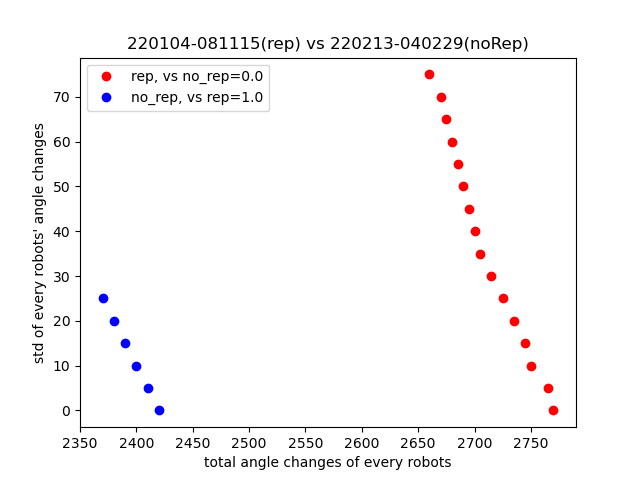 220104-081115(rep) vs 220213-040229(noRep)
rep, vs no_rep=0.0
no_rep, vs rep=1.0
std of every robots' angle changes
70
60
50
40
30
20
10
0
2350 2400 2450 2500 2550 2600 2650 2700 2750
total angle changes of every robots